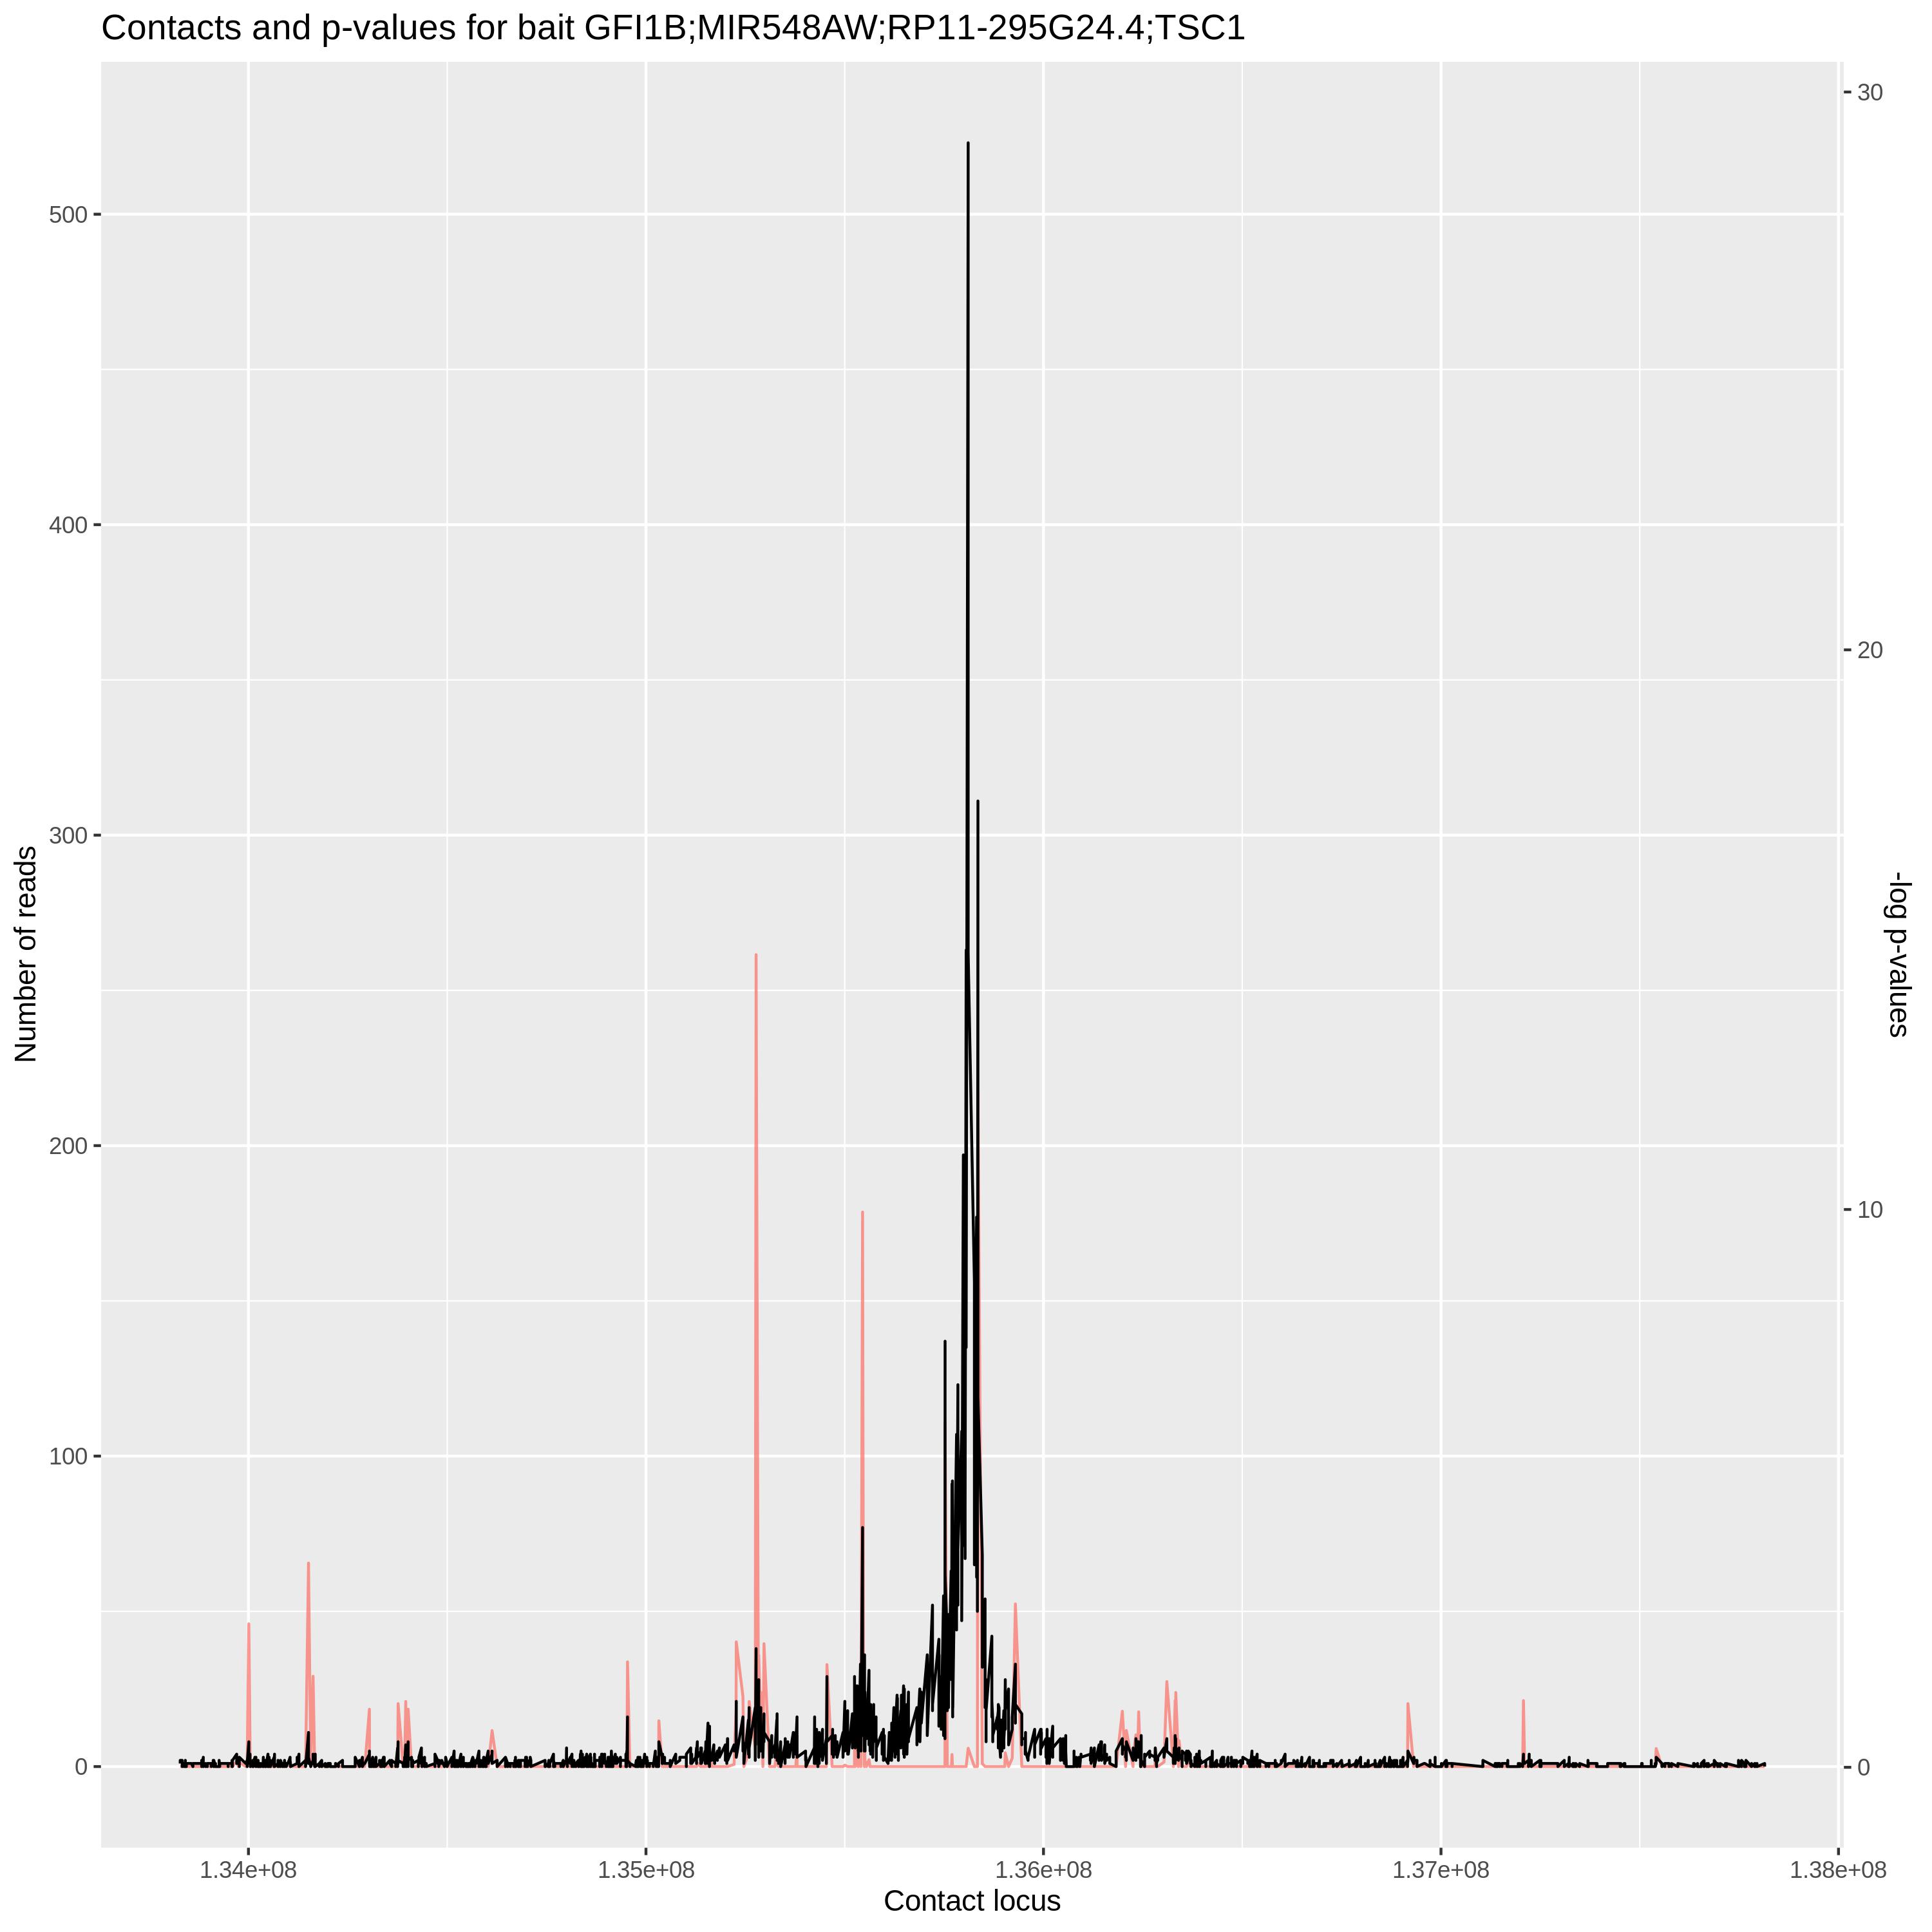 Contacts and p-values for bait GFI1B;MIR548AW;RP11-295G24.4;TSC1
30
500
400
20
300
Number of reads
-log p-values
200
10
100
0
0
1.34e+08
1.35e+08
1.36e+08
1.37e+08
1.38e+08
Contact locus